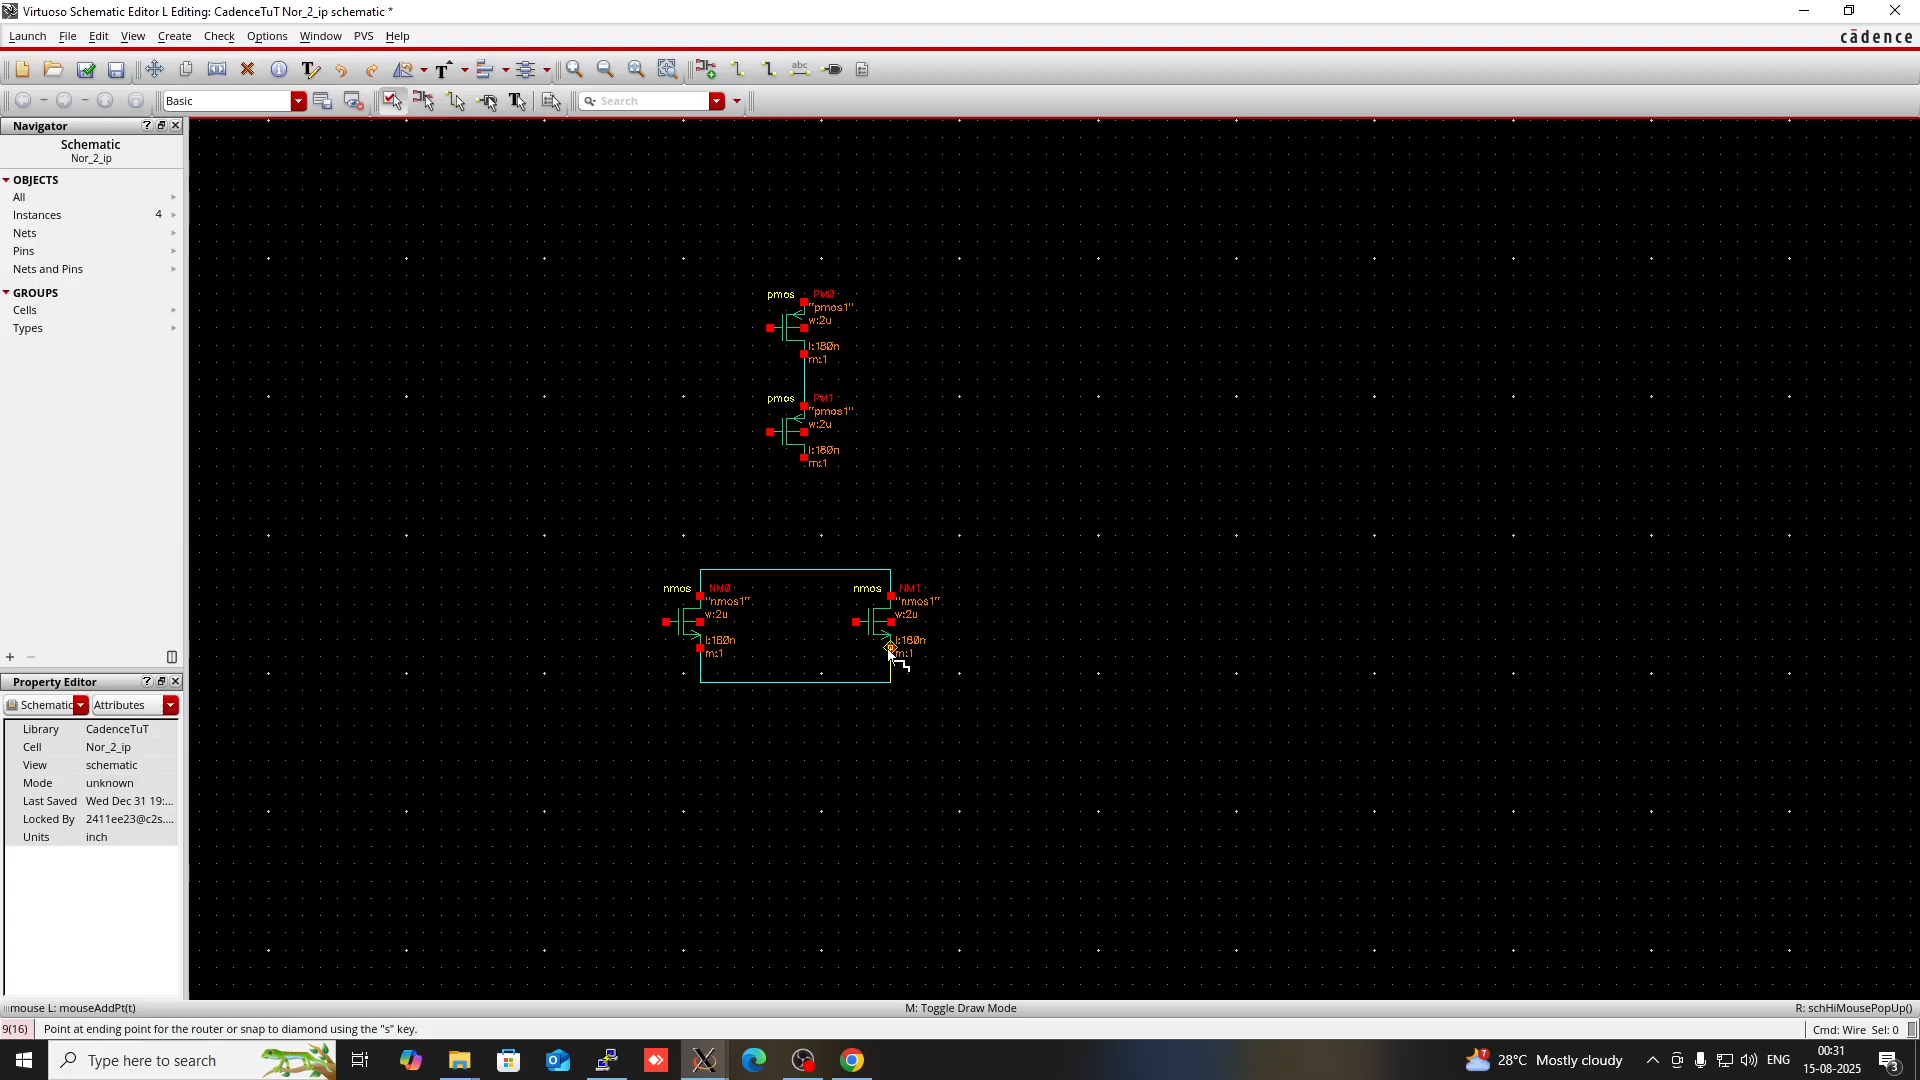 Virtuoso Schematic Editor L Editing: CadenceTuT Nor_2_ip schematic *
Launch File Edit View Create Check Options Window PVS Help
cādence
Basic
Search
Navigator
Schematic
Nor_2_ip
OBJECTS
All
Instances 4
Nets
Pins
Nets and Pins
GROUPS
Cells
Types
pmos PM0
"pmos1"
w:2u
l:180n
m:1
pmos PM1
"pmos1"
w:2u
l:180n
m:1
nmos NM0
"nmos1"
w:2u
l:180n
m:1
nmos NM1
"nmos1"
w:2u
l:180n
m:1
Property Editor
Schematic Attributes
Library CadenceTuT
Cell Nor_2_ip
View schematic
Mode unknown
Last Saved Wed Dec 31 19:...
Locked By 2411ee23@c2s....
Units inch
mouse L: mouseAddPt(t) M: Toggle Draw Mode R: schHiMousePopUp()
9(16) Point at ending point for the router or snap to diamond using the "s" key. Cmd: Wire Sel: 0
Type here to search
28°C Mostly cloudy
ENG
00:31
15-08-2025
3